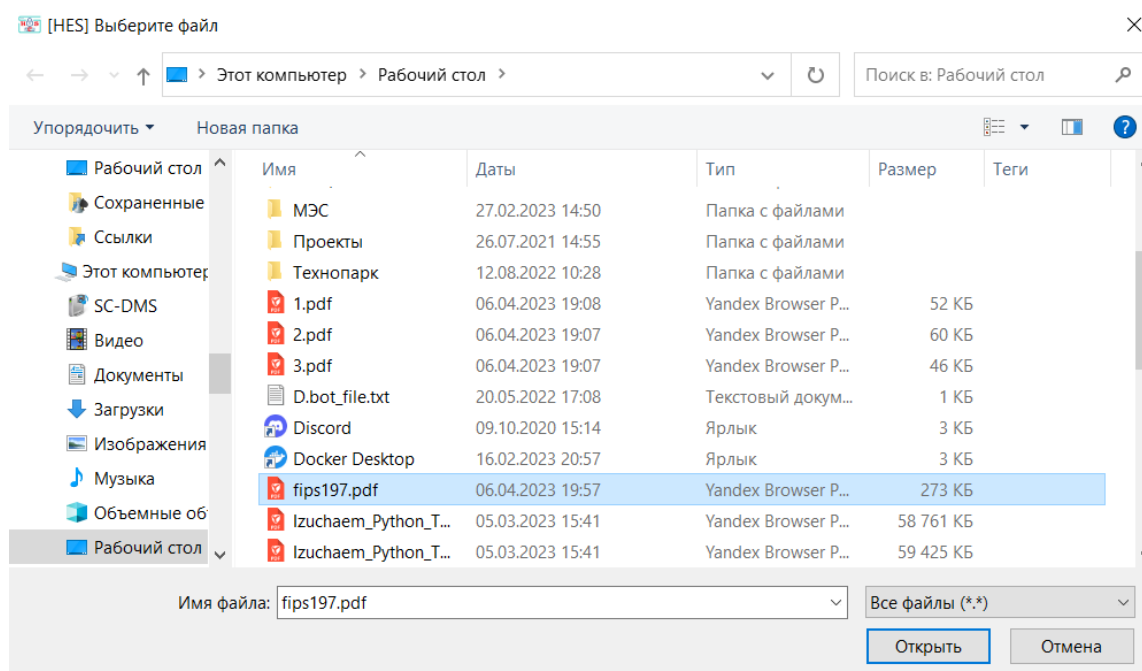 [HES] Выберите файл
Этот компьютер > Рабочий стол >
Поиск в: Рабочий стол
Упорядочить
Новая папка
Рабочий стол
Сохраненные
Ссылки
Этот компьютер
SC-DMS
Видео
Документы
Загрузки
Изображения
Музыка
Объемные об
Рабочий стол
Имя Даты Тип Размер Теги
МЭС 27.02.2023 14:50 Папка с файлами
Проекты 26.07.2021 14:55 Папка с файлами
Технопарк 12.08.2022 10:28 Папка с файлами
1.pdf 06.04.2023 19:08 Yandex Browser P... 52 КБ
2.pdf 06.04.2023 19:07 Yandex Browser P... 60 КБ
3.pdf 06.04.2023 19:07 Yandex Browser P... 46 КБ
D.bot_file.txt 20.05.2022 17:08 Текстовый докум... 1 КБ
Discord 09.10.2020 15:14 Ярлык 3 КБ
Docker Desktop 16.02.2023 20:57 Ярлык 3 КБ
fips197.pdf 06.04.2023 19:57 Yandex Browser P... 273 КБ
Izuchaem_Python_T... 05.03.2023 15:41 Yandex Browser P... 58 761 КБ
Izuchaem_Python_T... 05.03.2023 15:41 Yandex Browser P... 59 425 КБ
Имя файла: fips197.pdf
Все файлы (*.*)
Открыть
Отмена